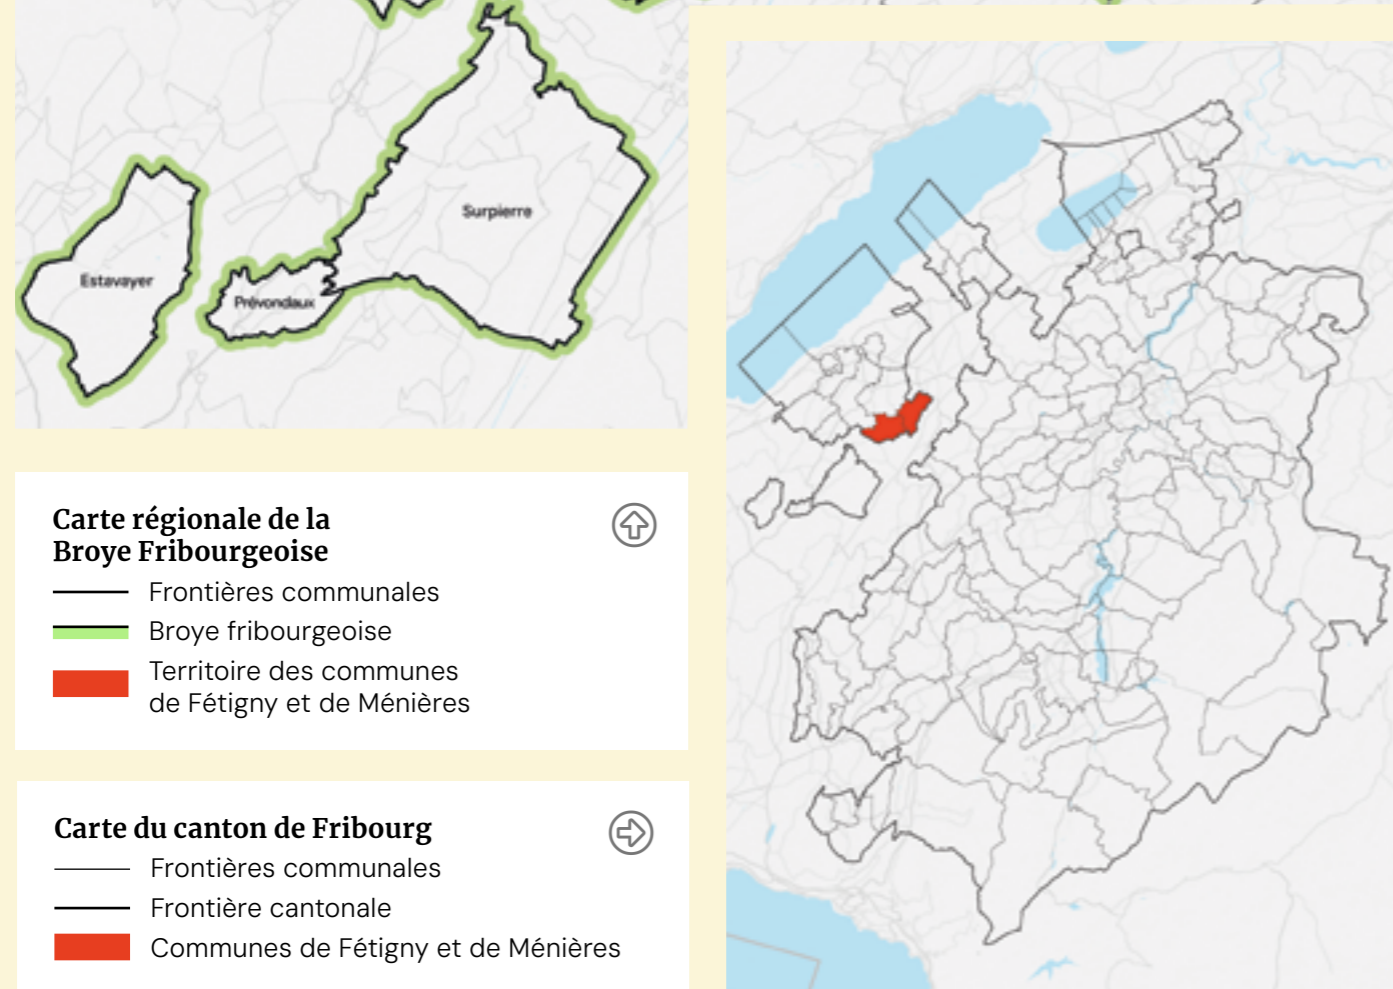 Surpierre
Estavayer
Prévondaux
Carte régionale de la
Broye Fribourgeoise
Frontières communales
Broye fribourgeoise
Territoire des communes
de Fétigny et de Ménières
Carte du canton de Fribourg
Frontières communales
Frontière cantonale
Communes de Fétigny et de Ménières